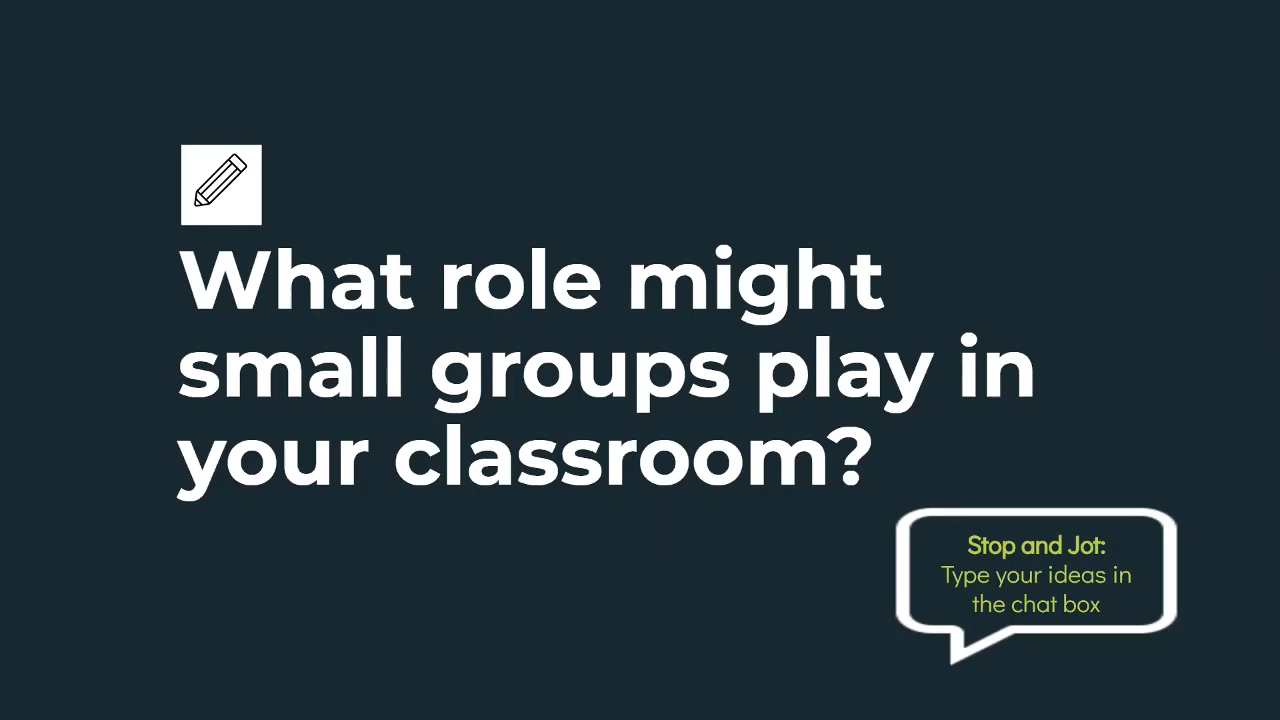 What role might
small groups play in
your classroom?
Stop and Jot:
Type your ideas in
the chat box